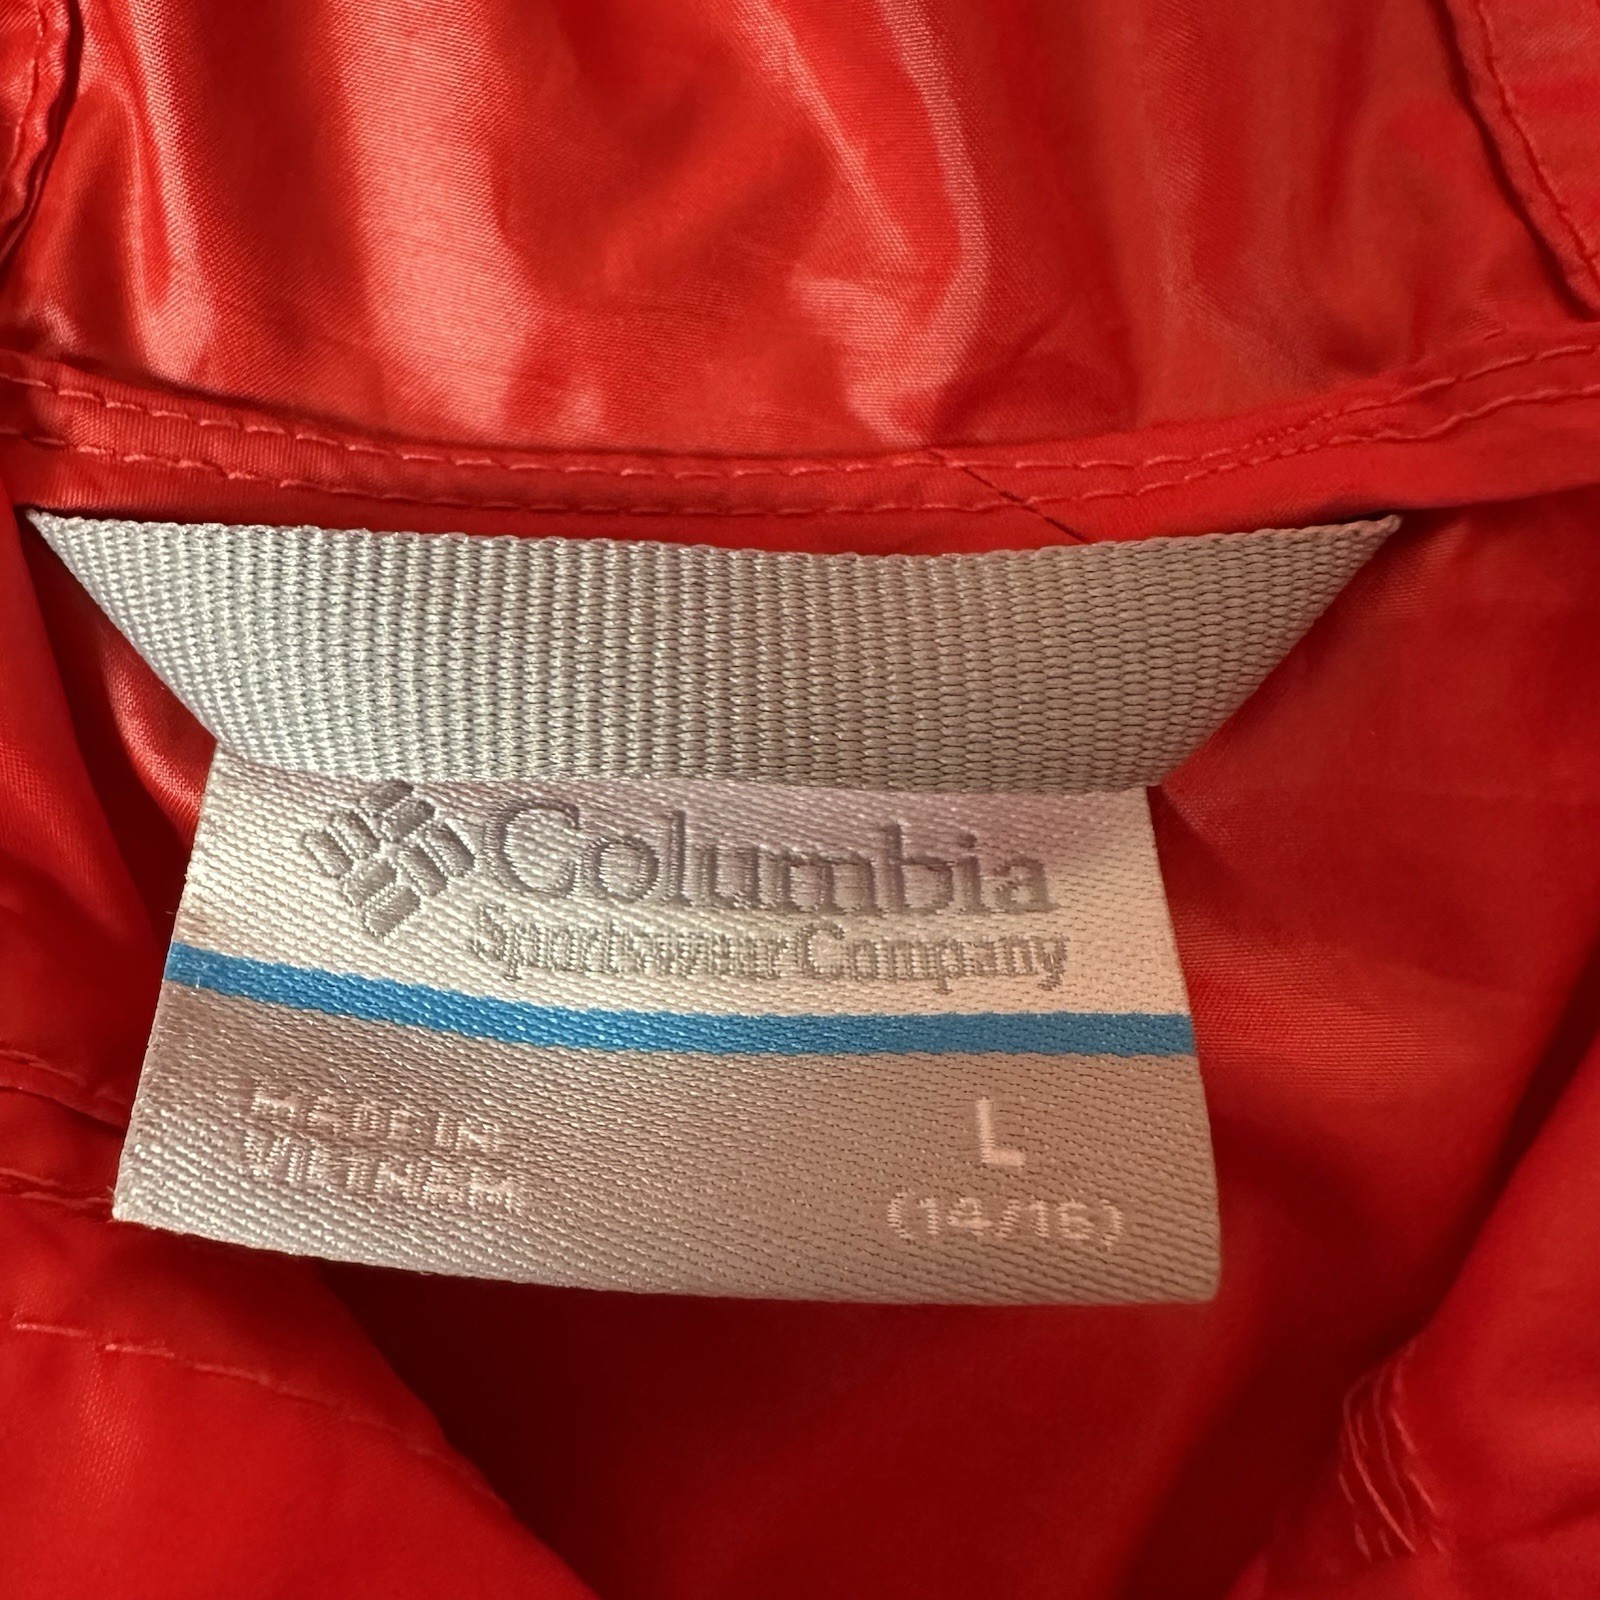 Columbia
Sportswear Company
MADE IN
VIETNAM
L
(14/16)